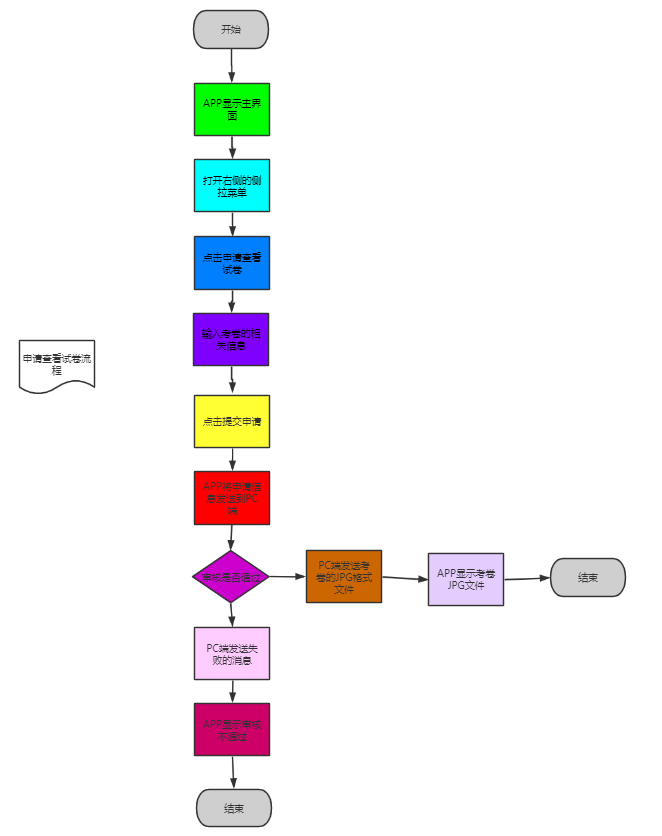 开始
APP显示主界
面
打开右侧的侧
拉菜单
点击申请查看
试卷
输入考卷的相
关信息
申请查看试卷流
程
点击提交申请
APP将申请信
息发送到PC
端
审核是否通过
PC端发送考
卷的JPG格式
文件
APP显示考卷
JPG文件
结束
PC端发送失
败的消息
APP显示审核
不通过
结束